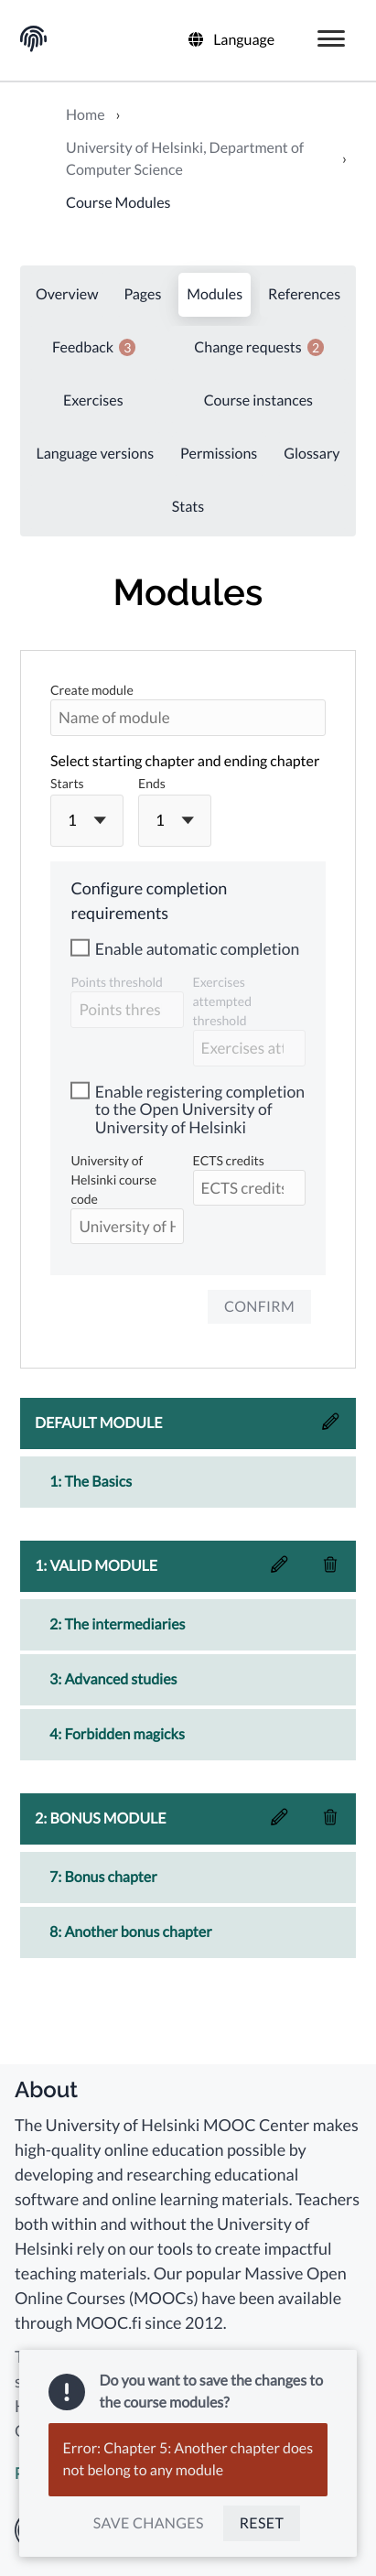 Language
Home ›
University of Helsinki, Department of
Computer Science ›
Course Modules
Overview Pages Modules References
Feedback 3 Change requests 2
Exercises Course instances
Language versions Permissions Glossary
Stats
Modules
Create module
Name of module
Select starting chapter and ending chapter
Starts Ends
1 1
Configure completion
requirements
Enable automatic completion
Points threshold
Points thres
Exercises
attempted
threshold
Exercises att
Enable registering completion
to the Open University of
University of Helsinki
University of
Helsinki course
code
University of H
ECTS credits
ECTS credits
CONFIRM
DEFAULT MODULE
1: The Basics
1: VALID MODULE
2: The intermediaries
3: Advanced studies
4: Forbidden magicks
2: BONUS MODULE
7: Bonus chapter
8: Another bonus chapter
About
The University of Helsinki MOOC Center makes
high-quality online education possible by
developing and researching educational
software and online learning materials. Teachers
both within and without the University of
Helsinki rely on our tools to create impactful
teaching materials. Our popular Massive Open
Online Courses (MOOCs) have been available
through MOOC.fi since 2012.
Do you want to save the changes to
the course modules?
Error: Chapter 5: Another chapter does
not belong to any module
SAVE CHANGES RESET